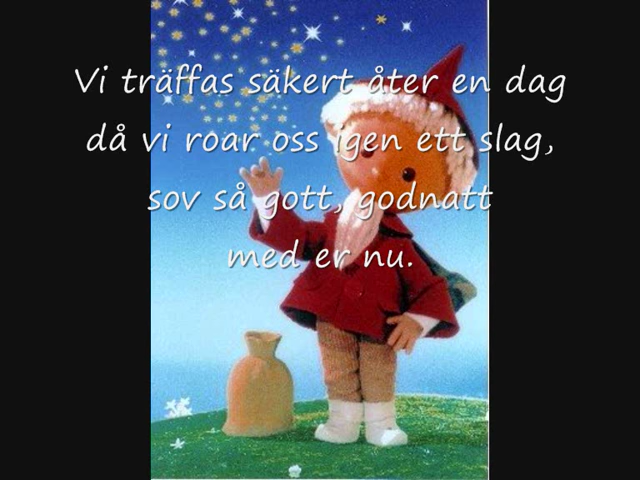 Vi träffas säkert åter en dag
då vi roar oss igen ett slag,
sov så gott, godnatt
med er nu.